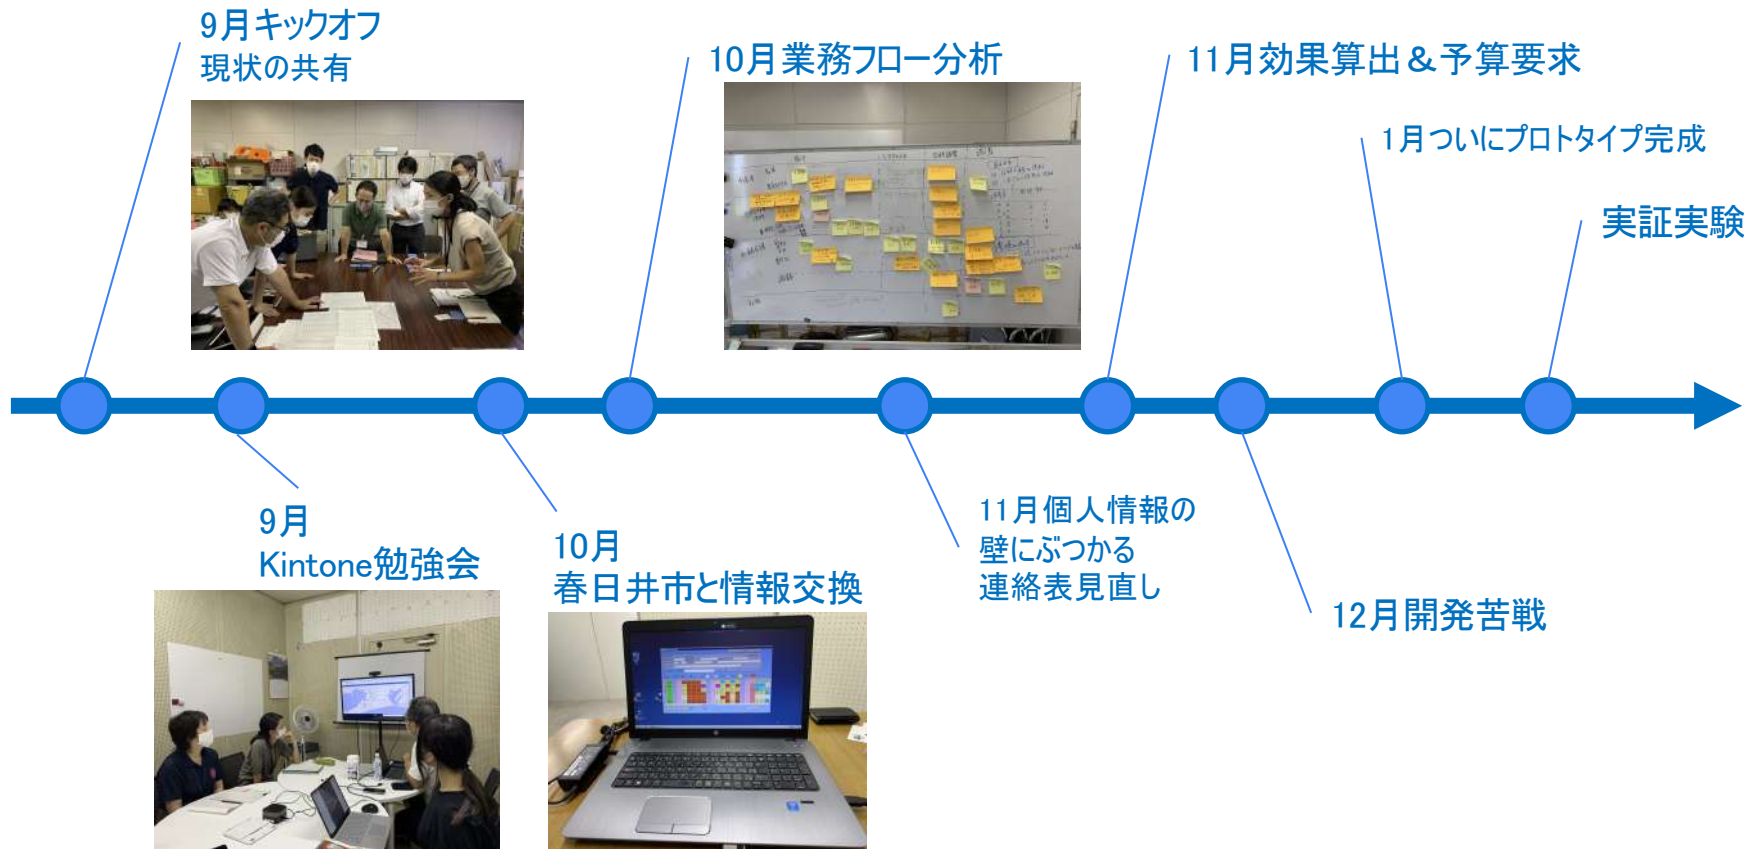 9月キックオフ
現状の共有
10月業務フロー分析
11月効果算出＆予算要求
1月ついにプロトタイプ完成
実証実験
9月
Kintone勉強会
10月
春日井市と情報交換
11月個人情報の
壁にぶつかる
連絡表見直し
12月開発苦戦